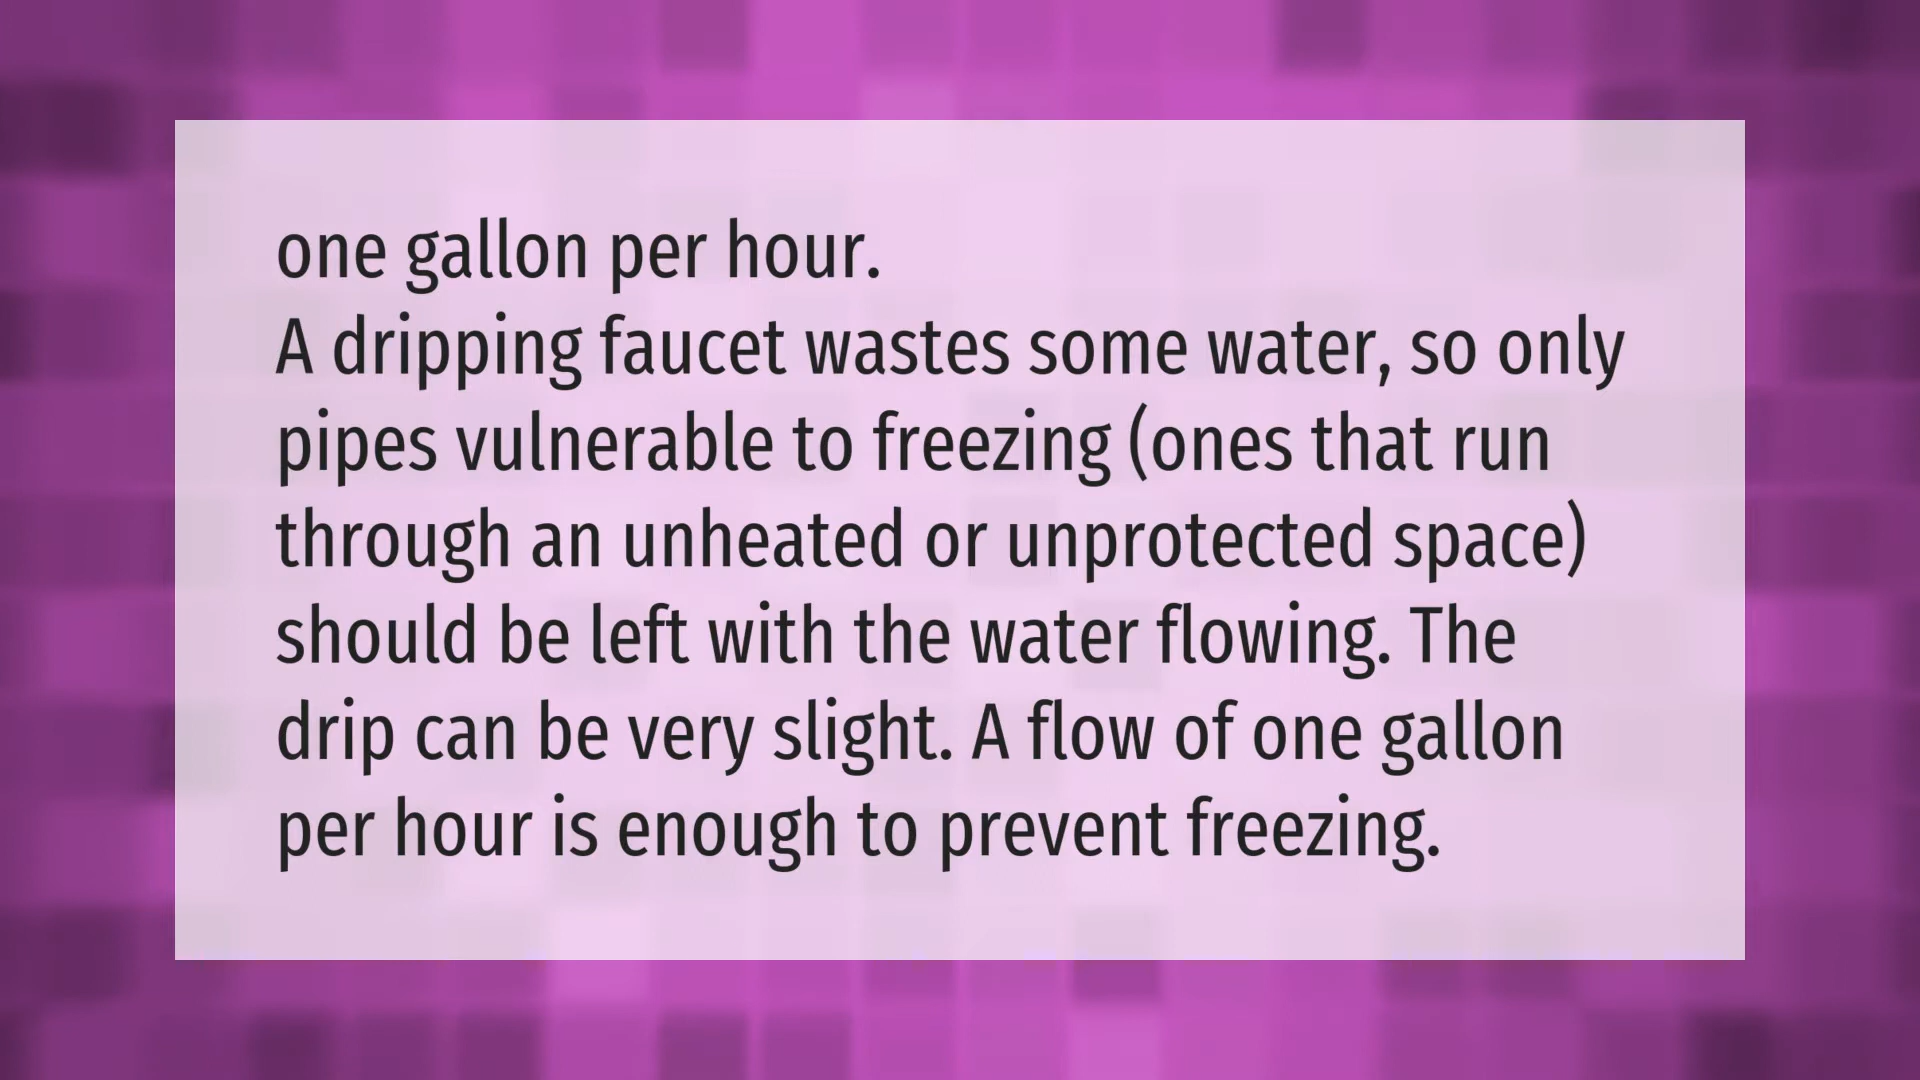 one gallon per hour.
A dripping faucet wastes some water, so only
pipes vulnerable to freezing (ones that run
through an unheated or unprotected space)
should be left with the water flowing. The
drip can be very slight. A flow of one gallon
per hour is enough to prevent freezing.